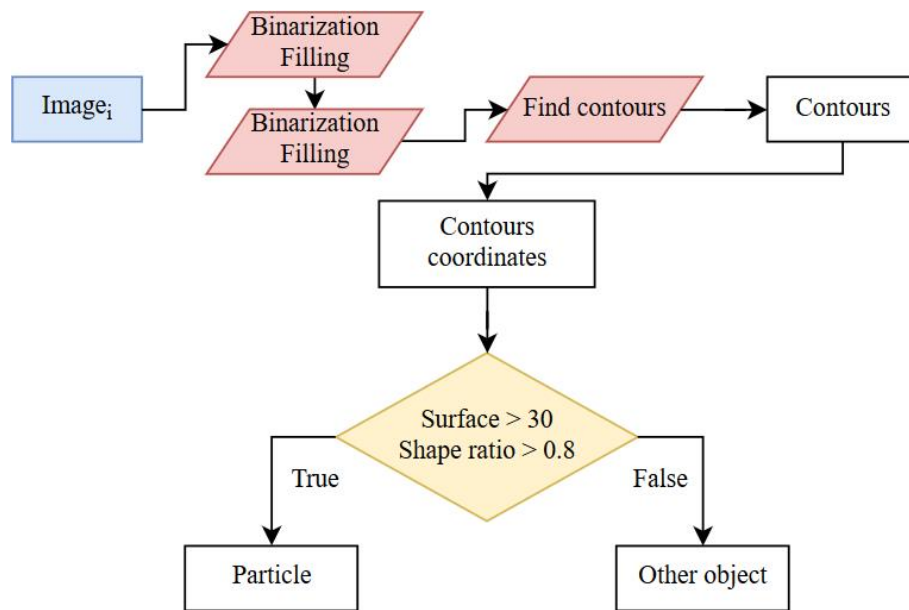 Binarization
Filling
Image_i
Binarization
Filling
Find contours
Contours
Contours
coordinates
Surface > 30
Shape ratio > 0.8
True
False
Particle
Other object